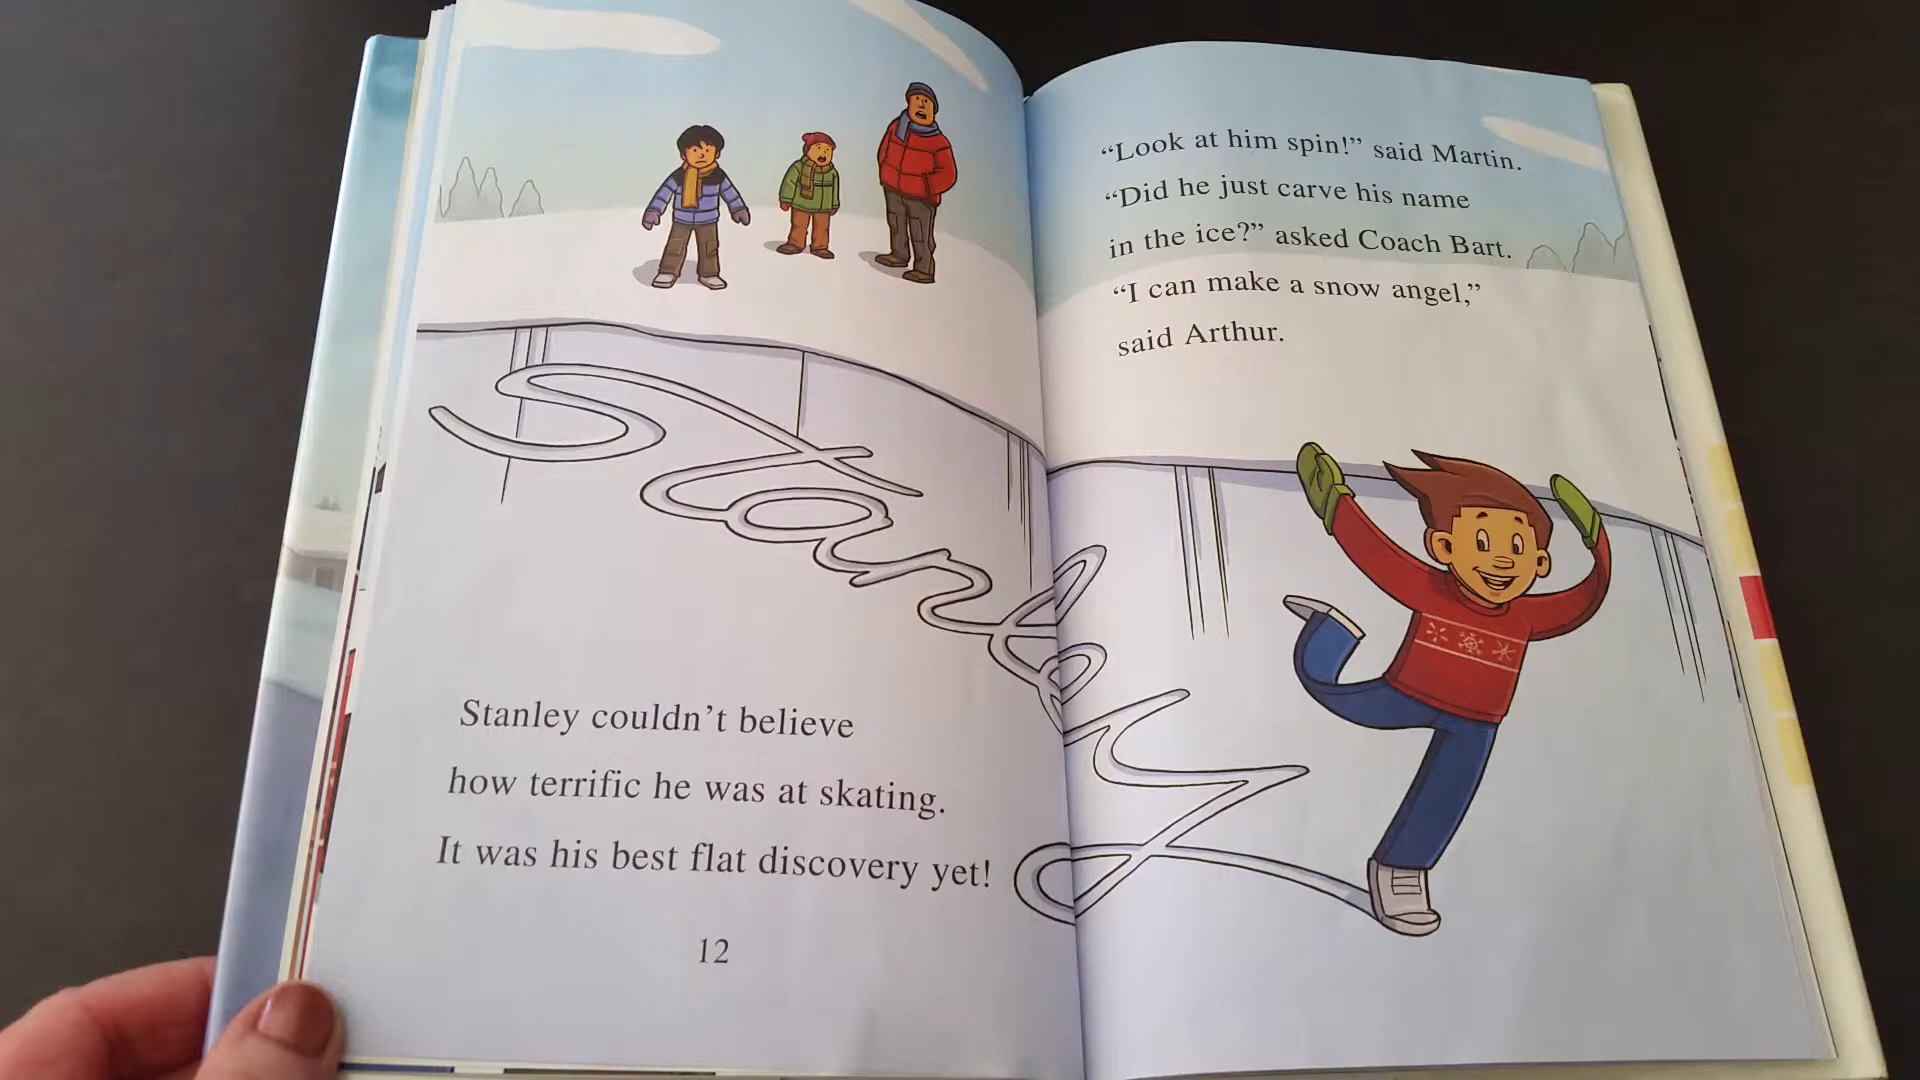 Stanley
Stanley couldn’t believe
how terrific he was at skating.
It was his best flat discovery yet!
12
“Look at him spin!” said Martin.
“Did he just carve his name
in the ice?” asked Coach Bart.
“I can make a snow angel,”
said Arthur.